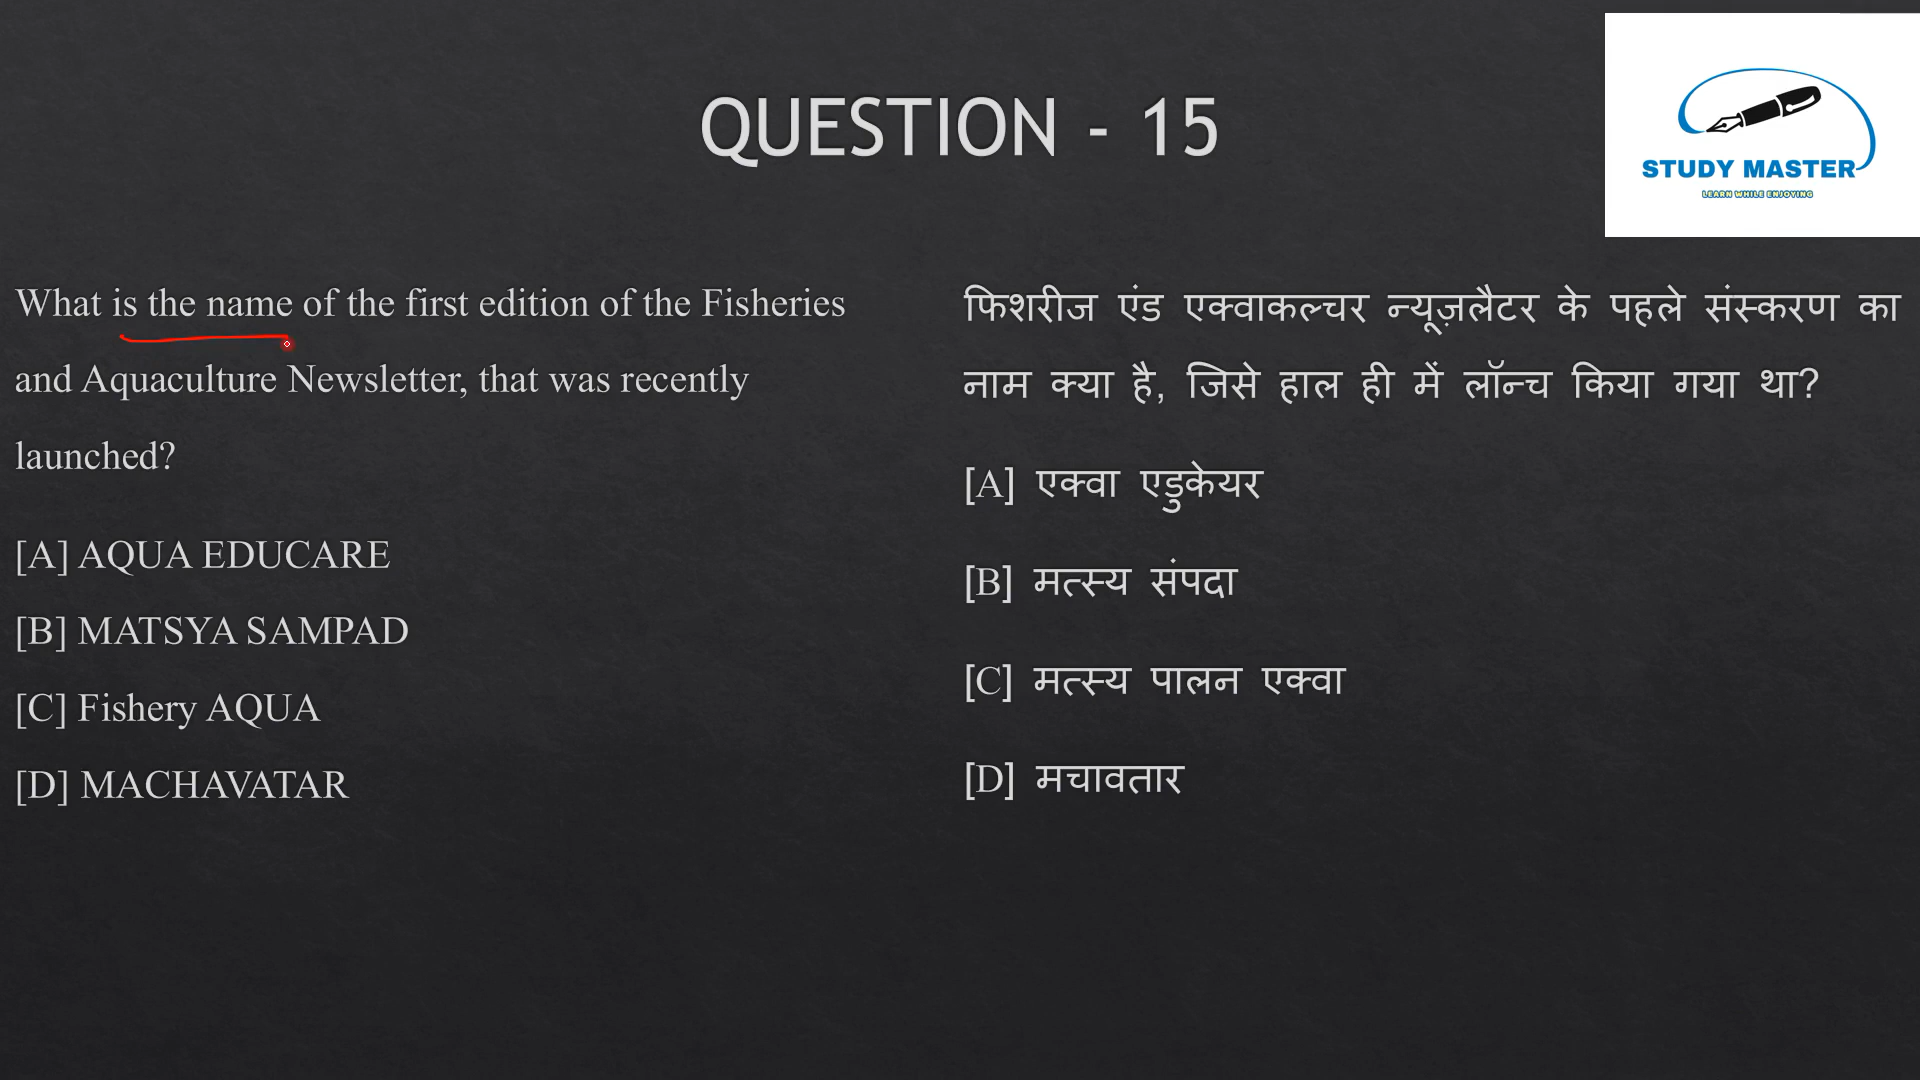 QUESTION - 15
STUDY MASTER
LEARN WHILE ENJOYING
What is the name of the first edition of the Fisheries
and Aquaculture Newsletter, that was recently
launched?
[A] AQUA EDUCARE
[B] MATSYA SAMPAD
[C] Fishery AQUA
[D] MACHAVATAR
फिशरीज एंड एक्वाकल्चर न्यूज़लैटर के पहले संस्करण का
नाम क्या है, जिसे हाल ही में लॉन्च किया गया था?
[A] एक्वा एडुकेयर
[B] मत्स्य संपदा
[C] मत्स्य पालन एक्वा
[D] मचावतार